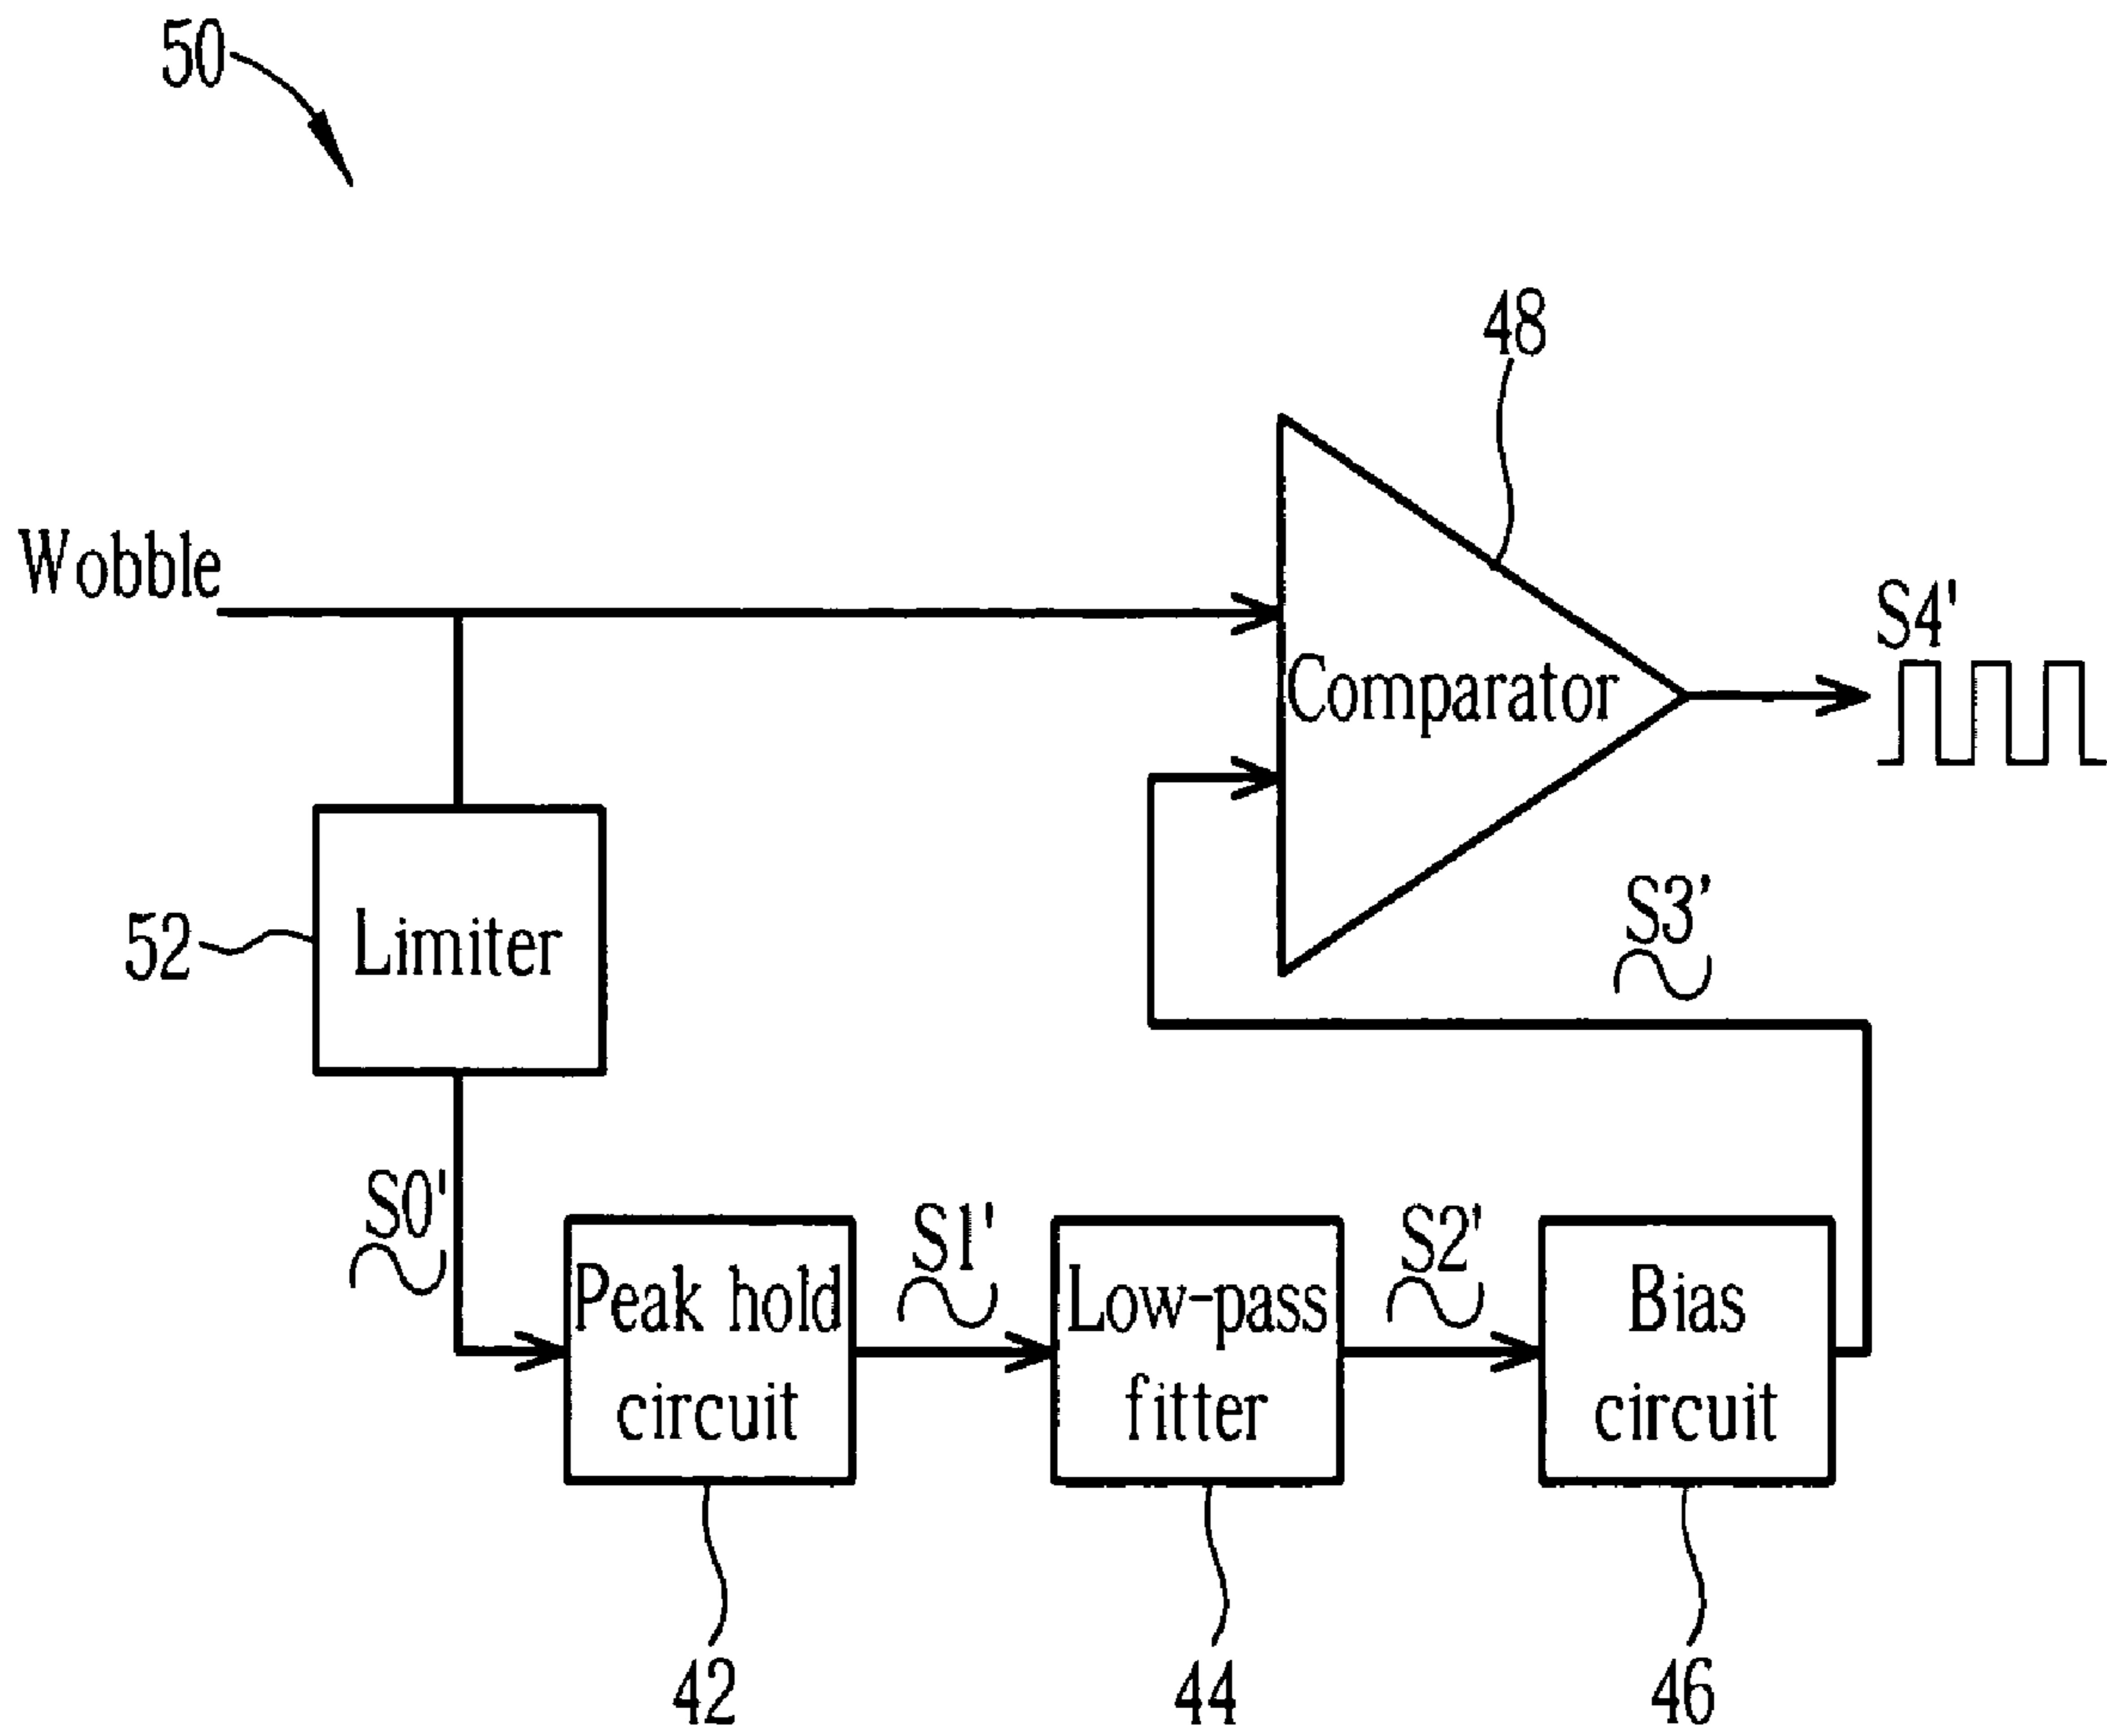 50
48
Wobble
S4'
Comparator
S3'
52
Limiter
S0'
S1'
S2'
Peak hold
circuit
Low-pass
fitter
Bias
circuit
42
44
46